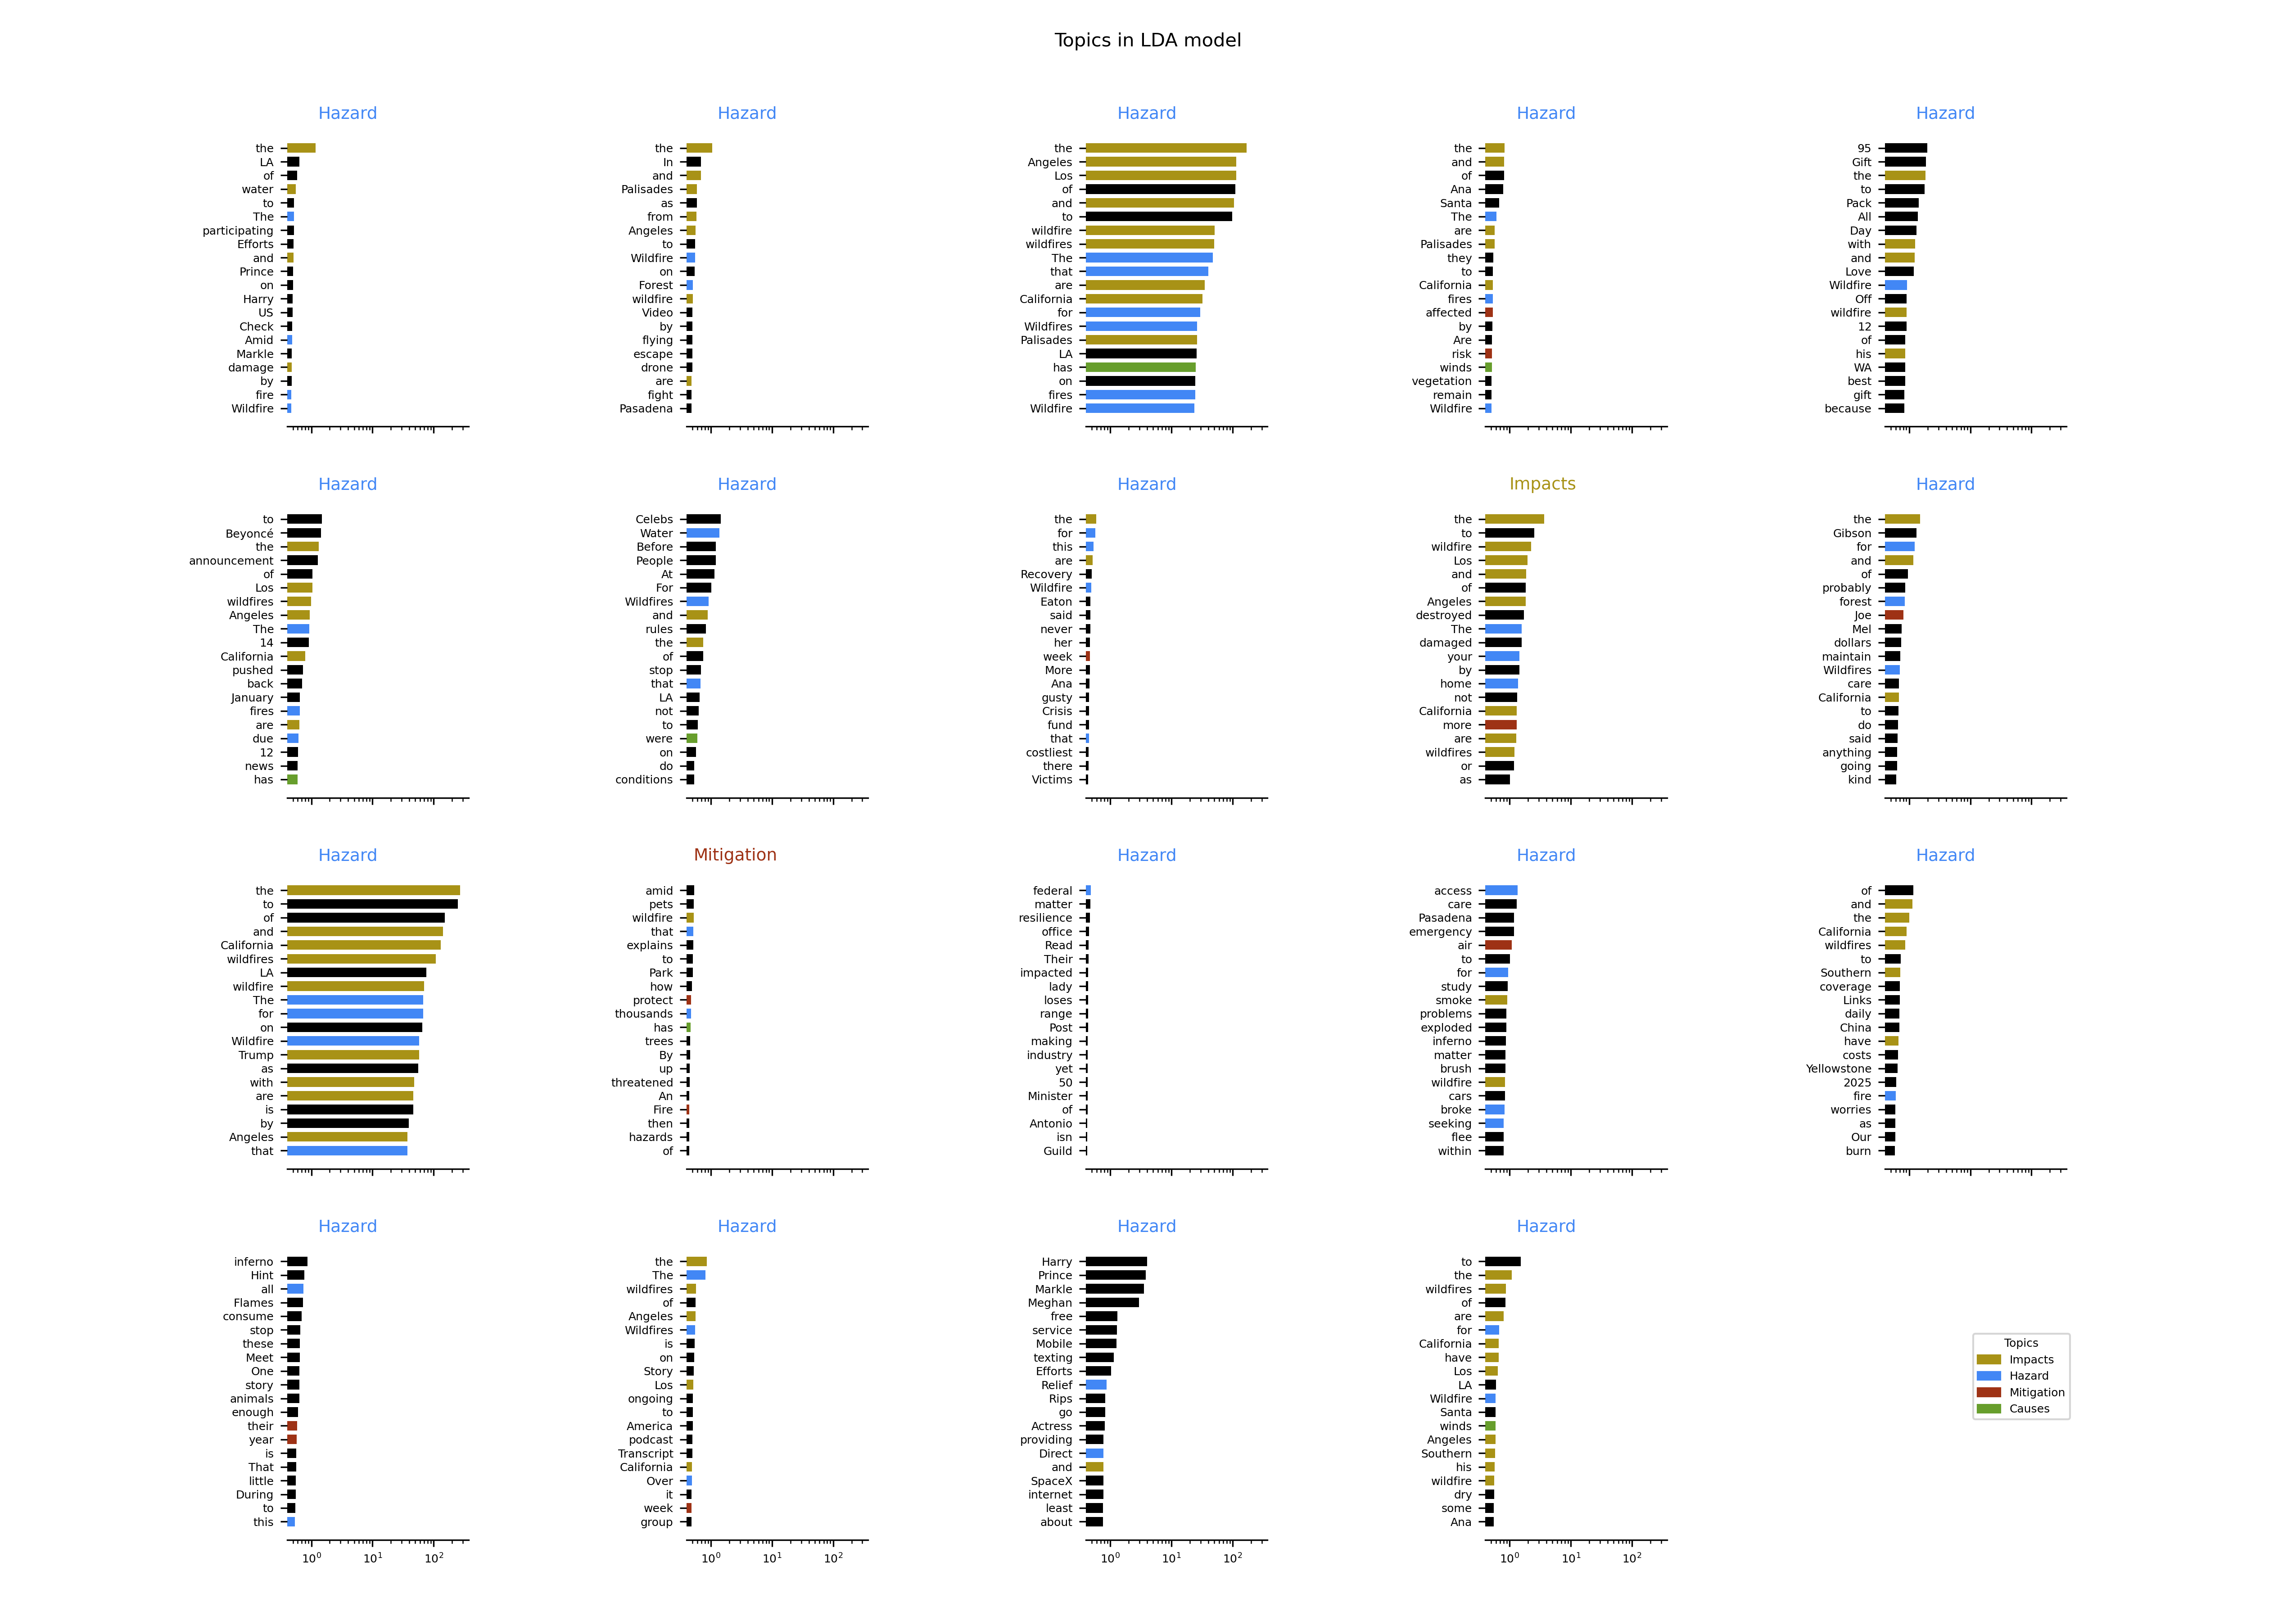 Topics in LDA model
Hazard
the
LA
of
water
to
The
participating
Efforts
and
Prince
on
Harry
US
Check
Amid
Markle
damage
by
fire
Wildfire
Hazard
the
In
and
Palisades
as
from
Angeles
to
Wildfire
on
Forest
wildfire
Video
by
flying
escape
drone
are
fight
Pasadena
Hazard
the
Angeles
Los
of
and
to
wildfire
wildfires
The
that
are
California
for
Wildfires
Palisades
LA
has
on
fires
Wildfire
Hazard
the
and
of
Ana
Santa
The
are
Palisades
they
to
California
fires
affected
by
Are
risk
winds
vegetation
remain
Wildfire
Hazard
95
Gift
the
to
Pack
All
Day
with
and
Love
Wildfire
Off
wildfire
12
of
his
WA
best
gift
because
Hazard
to
Beyoncé
the
announcement
of
Los
wildfires
Angeles
The
14
California
pushed
back
January
fires
are
due
12
news
has
Hazard
Celebs
Water
Before
People
At
For
Wildfires
and
rules
the
of
stop
that
LA
not
to
were
on
do
conditions
Hazard
the
for
this
are
Recovery
Wildfire
Eaton
said
never
her
week
More
Ana
gusty
Crisis
fund
that
costliest
there
Victims
Impacts
the
to
wildfire
Los
and
of
Angeles
destroyed
The
damaged
your
by
home
not
California
more
are
wildfires
or
as
Hazard
the
Gibson
for
and
of
probably
forest
Joe
Mel
dollars
maintain
Wildfires
care
California
to
do
said
anything
going
kind
Hazard
the
to
of
and
California
wildfires
LA
wildfire
The
for
on
Wildfire
Trump
as
with
are
is
by
Angeles
that
Mitigation
amid
pets
wildfire
that
explains
to
Park
how
protect
thousands
has
trees
By
up
threatened
An
Fire
then
hazards
of
Hazard
federal
matter
resilience
office
Read
Their
impacted
lady
loses
range
Post
making
industry
yet
50
Minister
of
Antonio
isn
Guild
Hazard
access
care
Pasadena
emergency
air
to
for
study
smoke
problems
exploded
inferno
matter
brush
wildfire
cars
broke
seeking
flee
within
Hazard
of
and
the
California
wildfires
to
Southern
coverage
Links
daily
China
have
costs
Yellowstone
2025
fire
worries
as
Our
burn
Hazard
inferno
Hint
all
Flames
consume
stop
these
Meet
One
story
animals
enough
their
year
is
That
little
During
to
this
10⁰ 10¹ 10²
Hazard
the
The
wildfires
of
Angeles
Wildfires
is
on
Story
Los
ongoing
to
America
podcast
Transcript
California
Over
it
week
group
10⁰ 10¹ 10²
Hazard
Harry
Prince
Markle
Meghan
free
service
Mobile
texting
Efforts
Relief
Rips
go
Actress
providing
Direct
and
SpaceX
internet
least
about
10⁰ 10¹ 10²
Hazard
to
the
wildfires
of
are
for
California
have
Los
LA
Wildfire
Santa
winds
Angeles
Southern
his
wildfire
dry
some
Ana
10⁰ 10¹ 10²
Topics
Impacts
Hazard
Mitigation
Causes